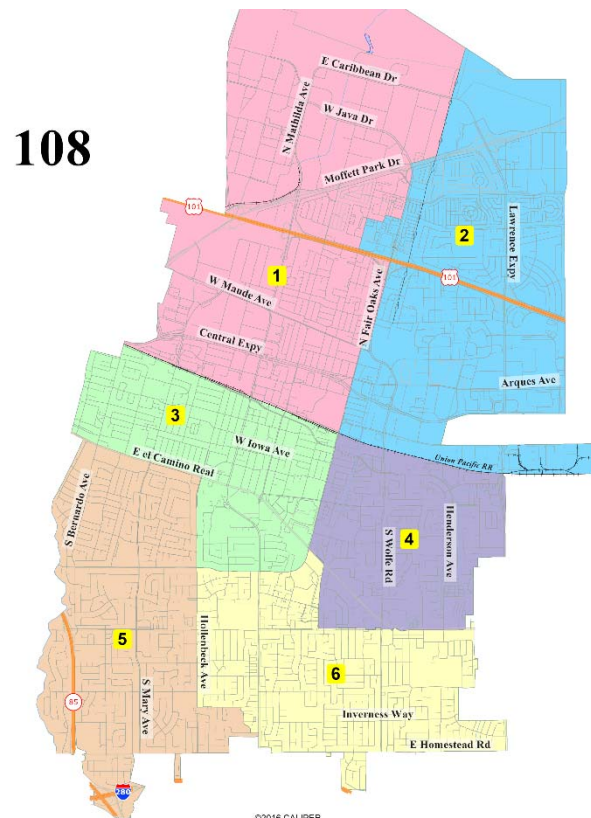 108
E Caribbean Dr
N Mathilda Ave
W Java Dr
Moffett Park Dr
101
2
Lawrence Expy
1
101
W Maude Ave
N Fair Oaks Ave
Central Expy
Arques Ave
3
W Iowa Ave
E el Camino Real
Union Pacific RR
S Bernardo Ave
4
S Wolfe Rd
Henderson Ave
5
Hollenbeck Ave
6
S Mary Ave
85
Inverness Way
E Homestead Rd
280
©2016 CALIPER